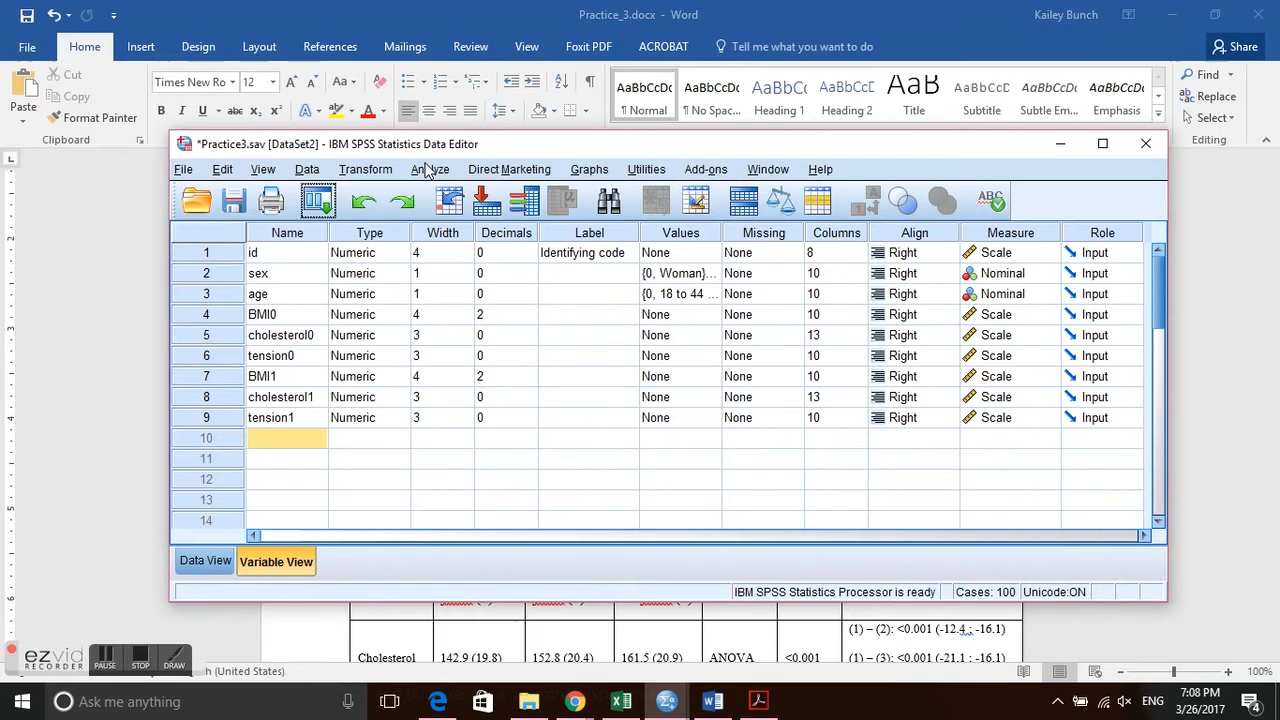 Practice_3.docx - Word
Kailey Bunch
File Home Insert Design Layout References Mailings Review View Foxit PDF ACROBAT Tell me what you want to do Share
Paste
Cut
Copy
Format Painter
Clipboard
Times New Ro 12
AaBbCcDc AaBbCcDc AaBbC AaBbCcE AaB AaBbCcD AaBbCcDc AaBbCcDc
¶ Normal ¶ No Spac... Heading 1 Heading 2 Title Subtitle Subtle Em... Emphasis
Styles
Find
Replace
Select
Editing
*Practice3.sav [DataSet2] - IBM SPSS Statistics Data Editor
File Edit View Data Transform Analyze Direct Marketing Graphs Utilities Add-ons Window Help
Name Type Width Decimals Label Values Missing Columns Align Measure Role
1 id Numeric 4 0 Identifying code None None 8 Right Scale Input
2 sex Numeric 1 0 {0, Woman}... None 10 Right Nominal Input
3 age Numeric 1 0 {0, 18 to 44 ... None 10 Right Nominal Input
4 BMI0 Numeric 4 2 None None 10 Right Scale Input
5 cholesterol0 Numeric 3 0 None None 13 Right Scale Input
6 tension0 Numeric 3 0 None None 10 Right Scale Input
7 BMI1 Numeric 4 2 None None 10 Right Scale Input
8 cholesterol1 Numeric 3 0 None None 13 Right Scale Input
9 tension1 Numeric 3 0 None None 10 Right Scale Input
10
11
12
13
14
Data View Variable View
IBM SPSS Statistics Processor is ready Cases: 100 Unicode:ON
(1) – (2): <0.001 (-12.4 ; -16.1)
Cholesterol 142.9 (19.8) 152.8 (20.4) 161.5 (20.9) ANOVA (1) – (3): <0.001 (-21.1 ; -16.1)
ezvid
RECORDER
PAUSE STOP DRAW
(United States)
100%
Ask me anything
ENG
7:08 PM
3/26/2017
4